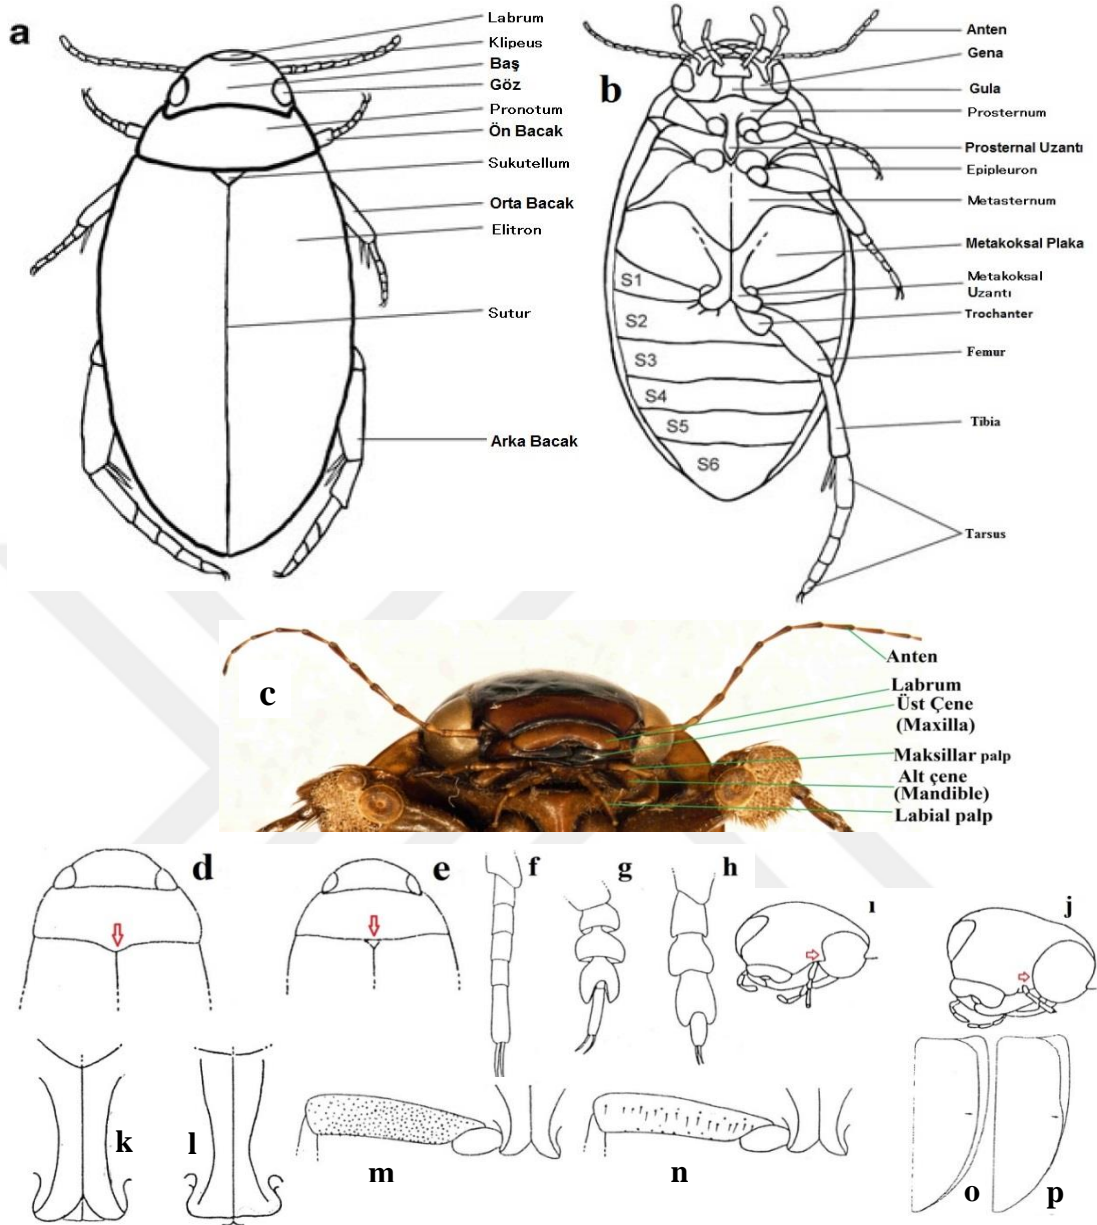 a
Labrum
Klipeus
Baş
Göz
Pronotum
Ön Bacak
Sukutellum
Orta Bacak
Elitron
Sutur
Arka Bacak
b
Anten
Gena
Gula
Prosternum
Prosternal Uzantı
Epipleuron
Metasternum
Metakoksal Plaka
Metakoksal
Uzantı
Trochanter
Femur
Tibia
Tarsus
S1
S2
S3
S4
S5
S6
c
Anten
Labrum
Üst Çene
(Maxilla)
Maksillar palp
Alt çene
(Mandible)
Labial palp
d
e
f
g
h
ı
j
k
l
m
n
o
p